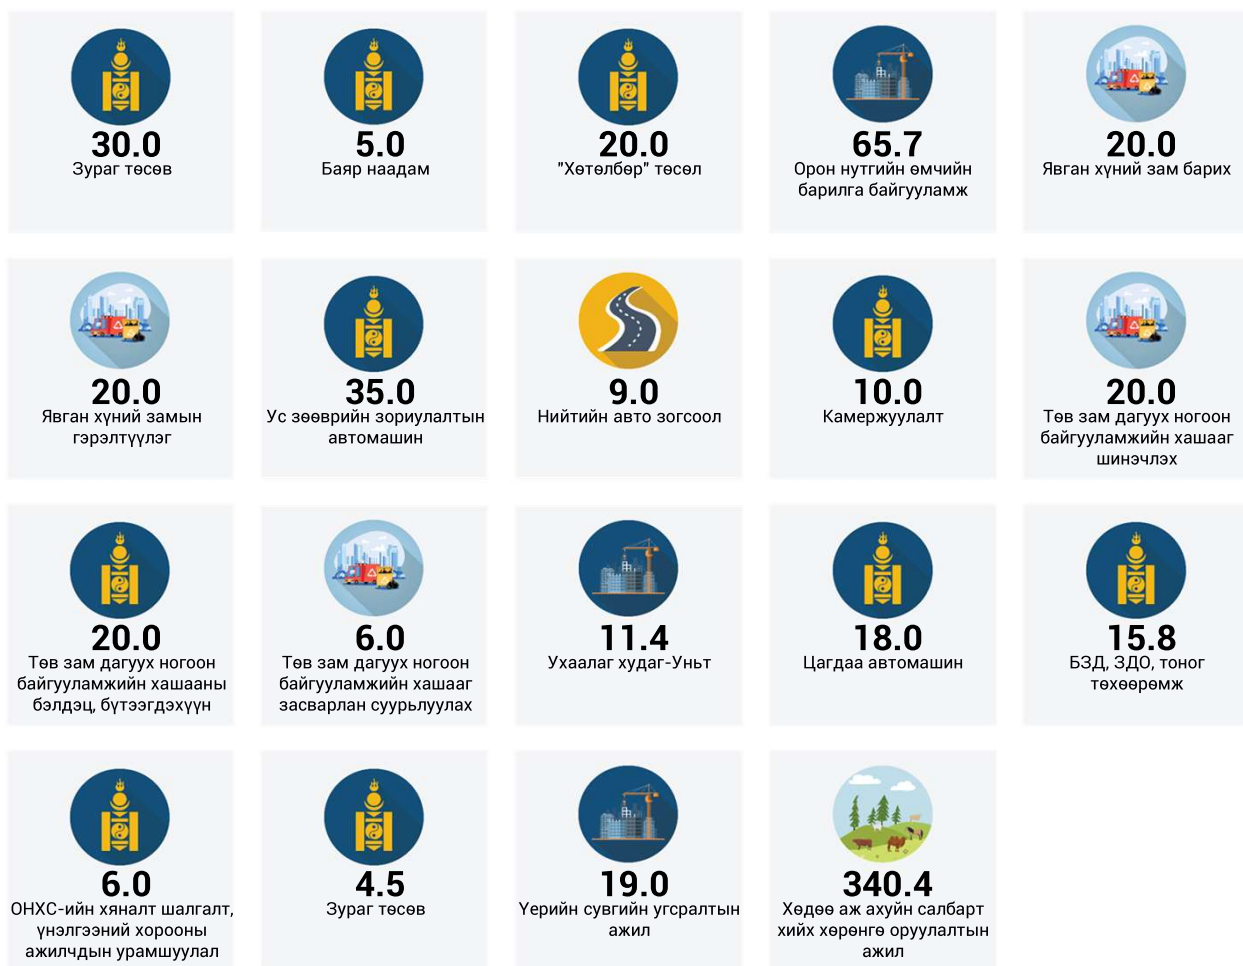 30.0
Зураг төсөв
5.0
Баяр наадам
20.0
"Хөтөлбөр" төсөл
65.7
Орон нутгийн өмчийн
барилга байгууламж
20.0
Явган хүний зам барих
20.0
Явган хүний замын
гэрэлтүүлэг
35.0
Ус зөөврийн зориулалтын
автомашин
9.0
Нийтийн авто зогсоол
10.0
Камержуулалт
20.0
Төв зам дагуух ногоон
байгууламжийн хашааг
шинэчлэх
20.0
Төв зам дагуух ногоон
байгууламжийн хашааны
бэлдэц, бүтээгдэхүүн
6.0
Төв зам дагуух ногоон
байгууламжийн хашааг
засварлан суурьлуулах
11.4
Ухаалаг худаг-Уньт
18.0
Цагдаа автомашин
15.8
БЗД, ЗДО, тоног
төхөөрөмж
6.0
ОНХС-ийн хяналт шалгалт,
үнэлгээний хорооны
ажилчдын урамшуулал
4.5
Зураг төсөв
19.0
Үерийн сувгийн угсралтын
ажил
340.4
Хөдөө аж ахуйн салбарт
хийх хөрөнгө оруулалтын
ажил